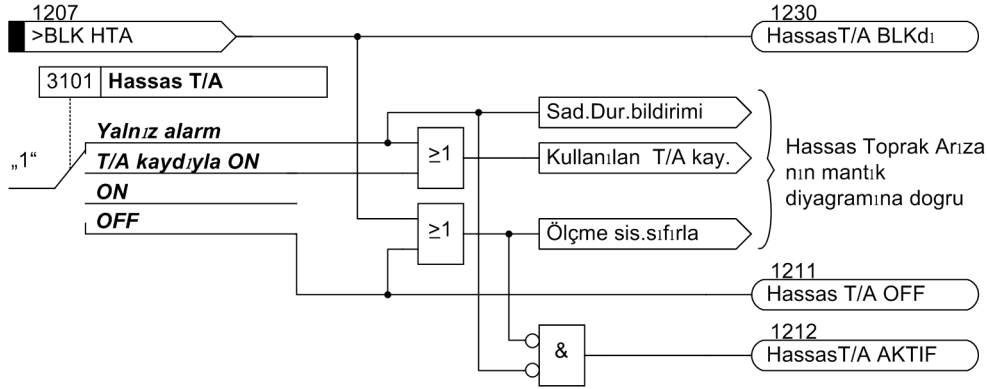 1207
>BLK HTA
1230
HassasT/A BLKdı
3101 Hassas T/A
Yalnız alarm
„1“
T/A kaydıyla ON
ON
OFF
≥1
≥1
Sad.Dur.bildirimi
Kullanılan T/A kay.
Ölçme sis.sıfırla
Hassas Toprak Arıza
nın mantık
diyagramına dogru
1211
Hassas T/A OFF
&
1212
HassasT/A AKTIF